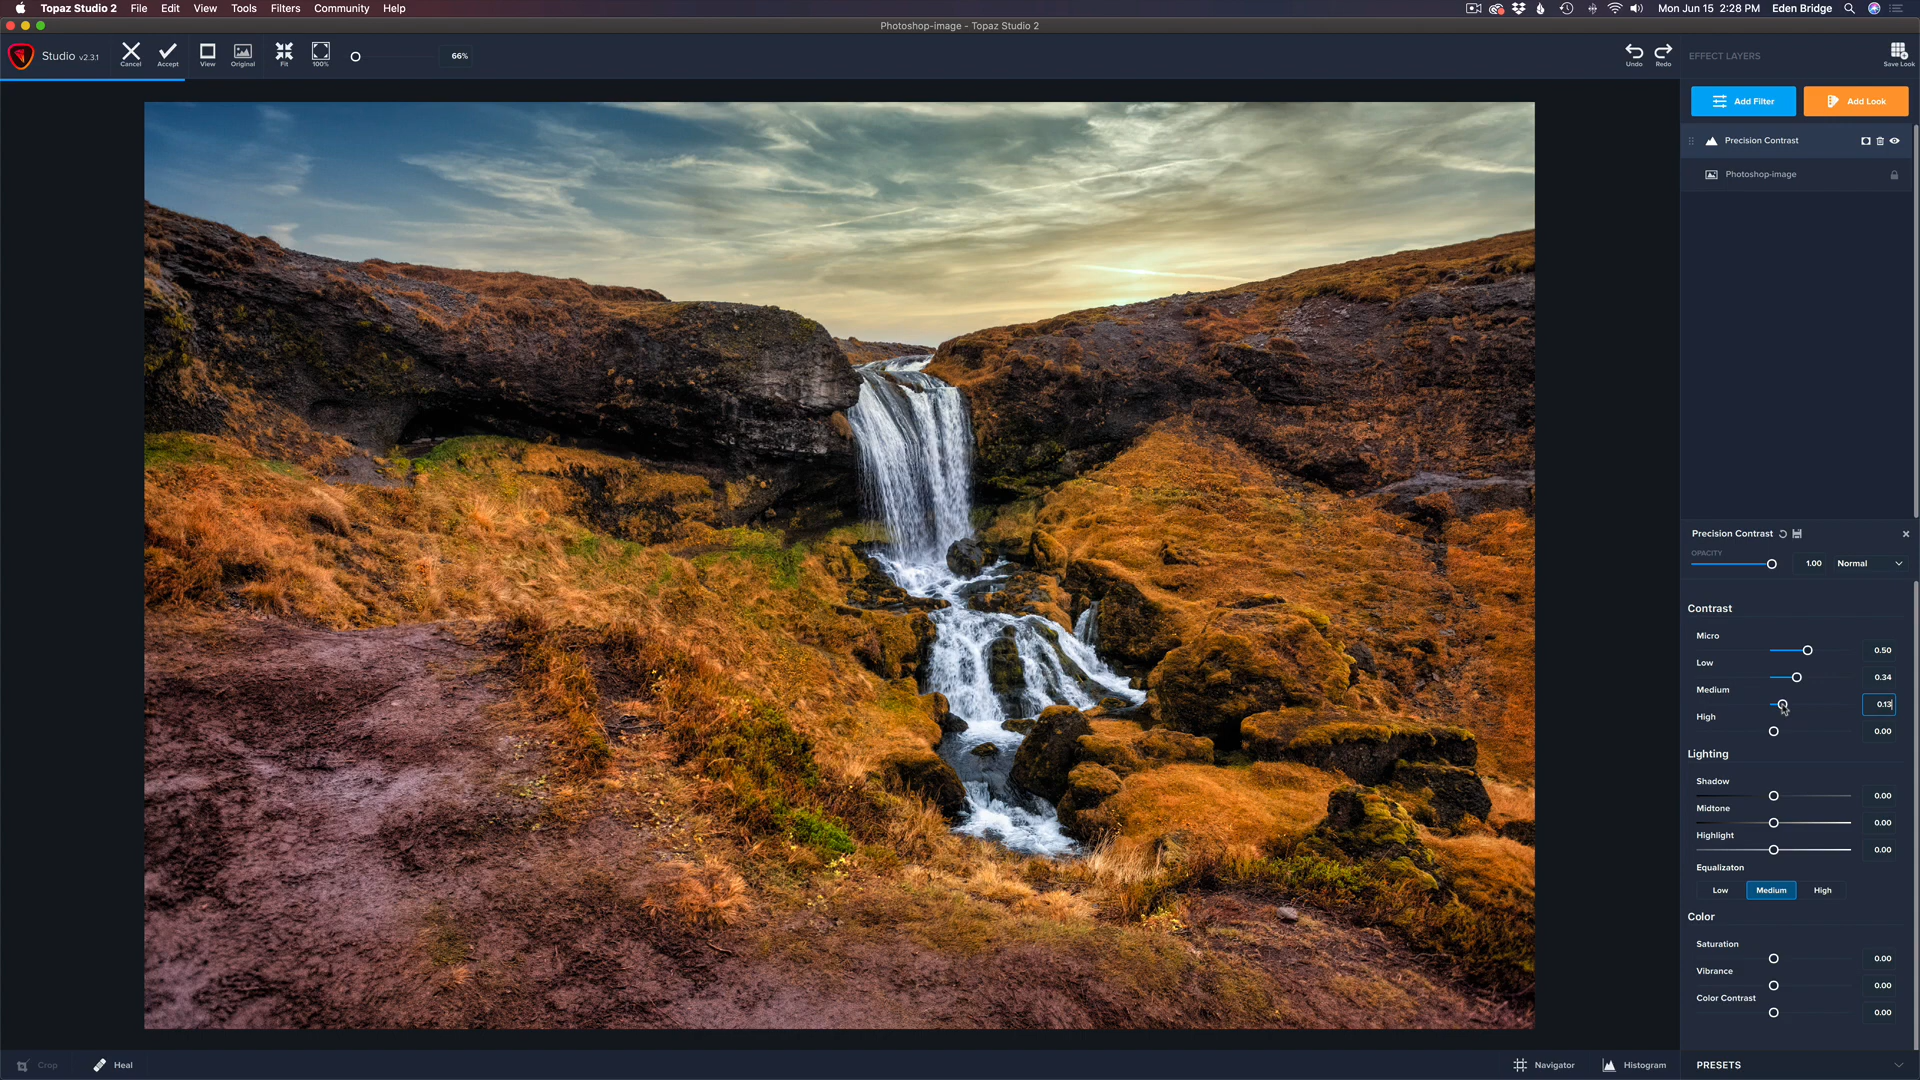 Topaz Studio 2 File Edit View Tools Filters Community Help
Mon Jun 15 2:28 PM Eden Bridge
Photoshop-image - Topaz Studio 2
Studio v2.3.1
Cancel
Accept
View
Original
Fit
100%
66%
Undo
Redo
EFFECT LAYERS
Save Look
Add Filter
Add Look
Precision Contrast
Photoshop-image
Precision Contrast
OPACITY
1.00 Normal
Contrast
Micro
0.50
Low
0.34
Medium
0.13
High
0.00
Lighting
Shadow
0.00
Midtone
0.00
Highlight
0.00
Equalizaton
Low Medium High
Color
Saturation
0.00
Vibrance
0.00
Color Contrast
0.00
Crop
Heal
Navigator
Histogram
PRESETS